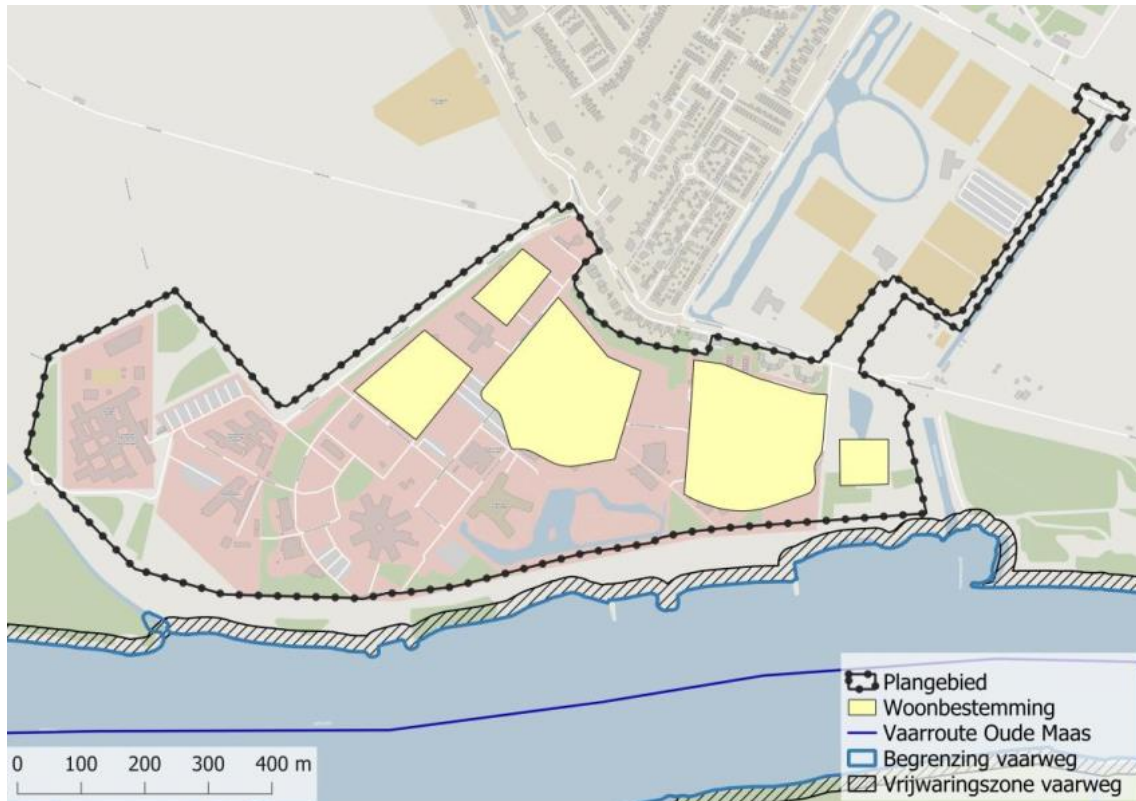 Plangebied
Woonbestemming
Vaarroute Oude Maas
Begrenzing vaarweg
Vrijwaringszone vaarweg
0 100 200 300 400 m